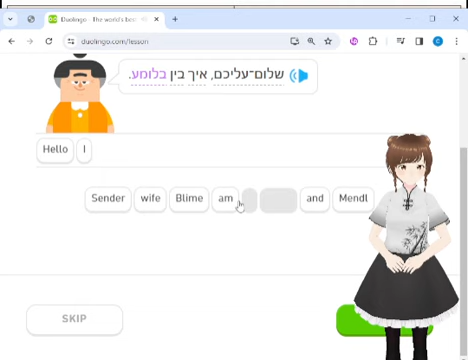 Duolingo - The world's best
duolingo.com/lesson
שלום־עליכם, איך בין בלומע.
Hello I
Sender wife Blime am and Mendl
SKIP